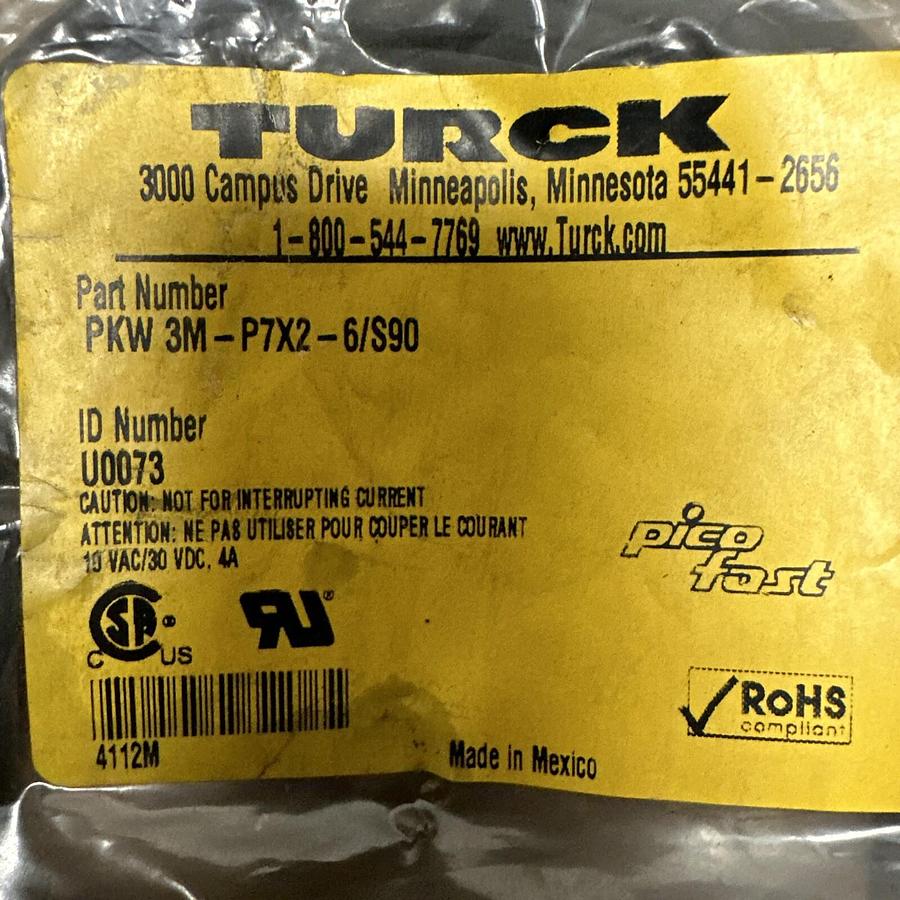 TURCK
3000 Campus Drive Minneapolis, Minnesota 55441-2656
1-800-544-7769 www.Turck.com
Part Number
PKW 3M-P7X2-6/S90
ID Number
U0073
CAUTION: NOT FOR INTERRUPTING CURRENT
ATTENTION: NE PAS UTILISER POUR COUPER LE COURANT
10 VAC/30 VDC, 4A
pico
fast
SA ®
C US
RU ®
RoHS
compliant
4112M
Made in Mexico